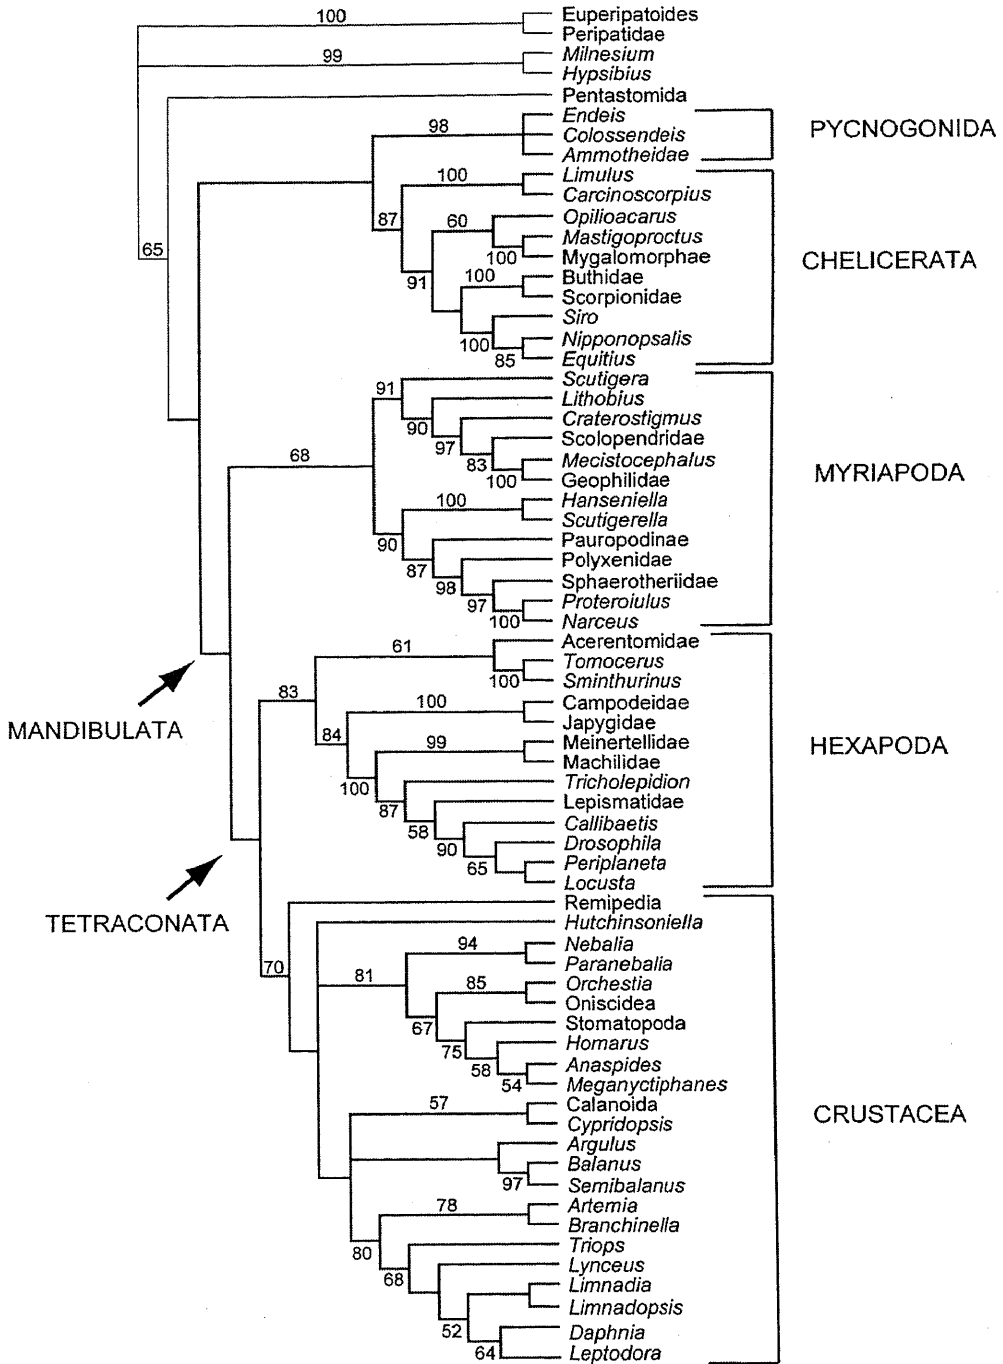 100
Euperipatoides
Peripatidae
99
Milnesium
Hypsibius
Pentastomida
65
98
Endeis
Colossendeis
Ammotheidae
PYCNOGONIDA
100
Limulus
Carcinoscorpius
87
60
Opilioacarus
Mastigoproctus
100
Mygalomorphae
91
100
Buthidae
Scorpionidae
Siro
100
Nipponopsalis
85
Equitius
CHELICERATA
91
Scutigera
Lithobius
90
Craterostigmus
97
Scolopendridae
83
Mecistocephalus
100
Geophilidae
68
100
Hanseniella
Scutigerella
90
Pauropodinae
87
Polyxenidae
98
Sphaerotheriidae
97
Proteroiulus
100
Narceus
MYRIAPODA
61
Acerentomidae
Tomocerus
100
Sminthurinus
83
100
Campodeidae
Japygidae
84
99
Meinertellidae
Machilidae
100
Tricholepidion
87
Lepismatidae
58
Callibaetis
90
Drosophila
65
Periplaneta
Locusta
HEXAPODA
MANDIBULATA
TETRACONATA
Remipedia
Hutchinsoniella
70
81
94
Nebalia
Paranebalia
85
Orchestia
Oniscidea
67
Stomatopoda
75
Homarus
58
Anaspides
54
Meganyctiphanes
57
Calanoida
Cypridopsis
Argulus
Balanus
97
Semibalanus
78
Artemia
Branchinella
80
Triops
68
Lynceus
Limnadia
Limnadopsis
52
Daphnia
64
Leptodora
CRUSTACEA